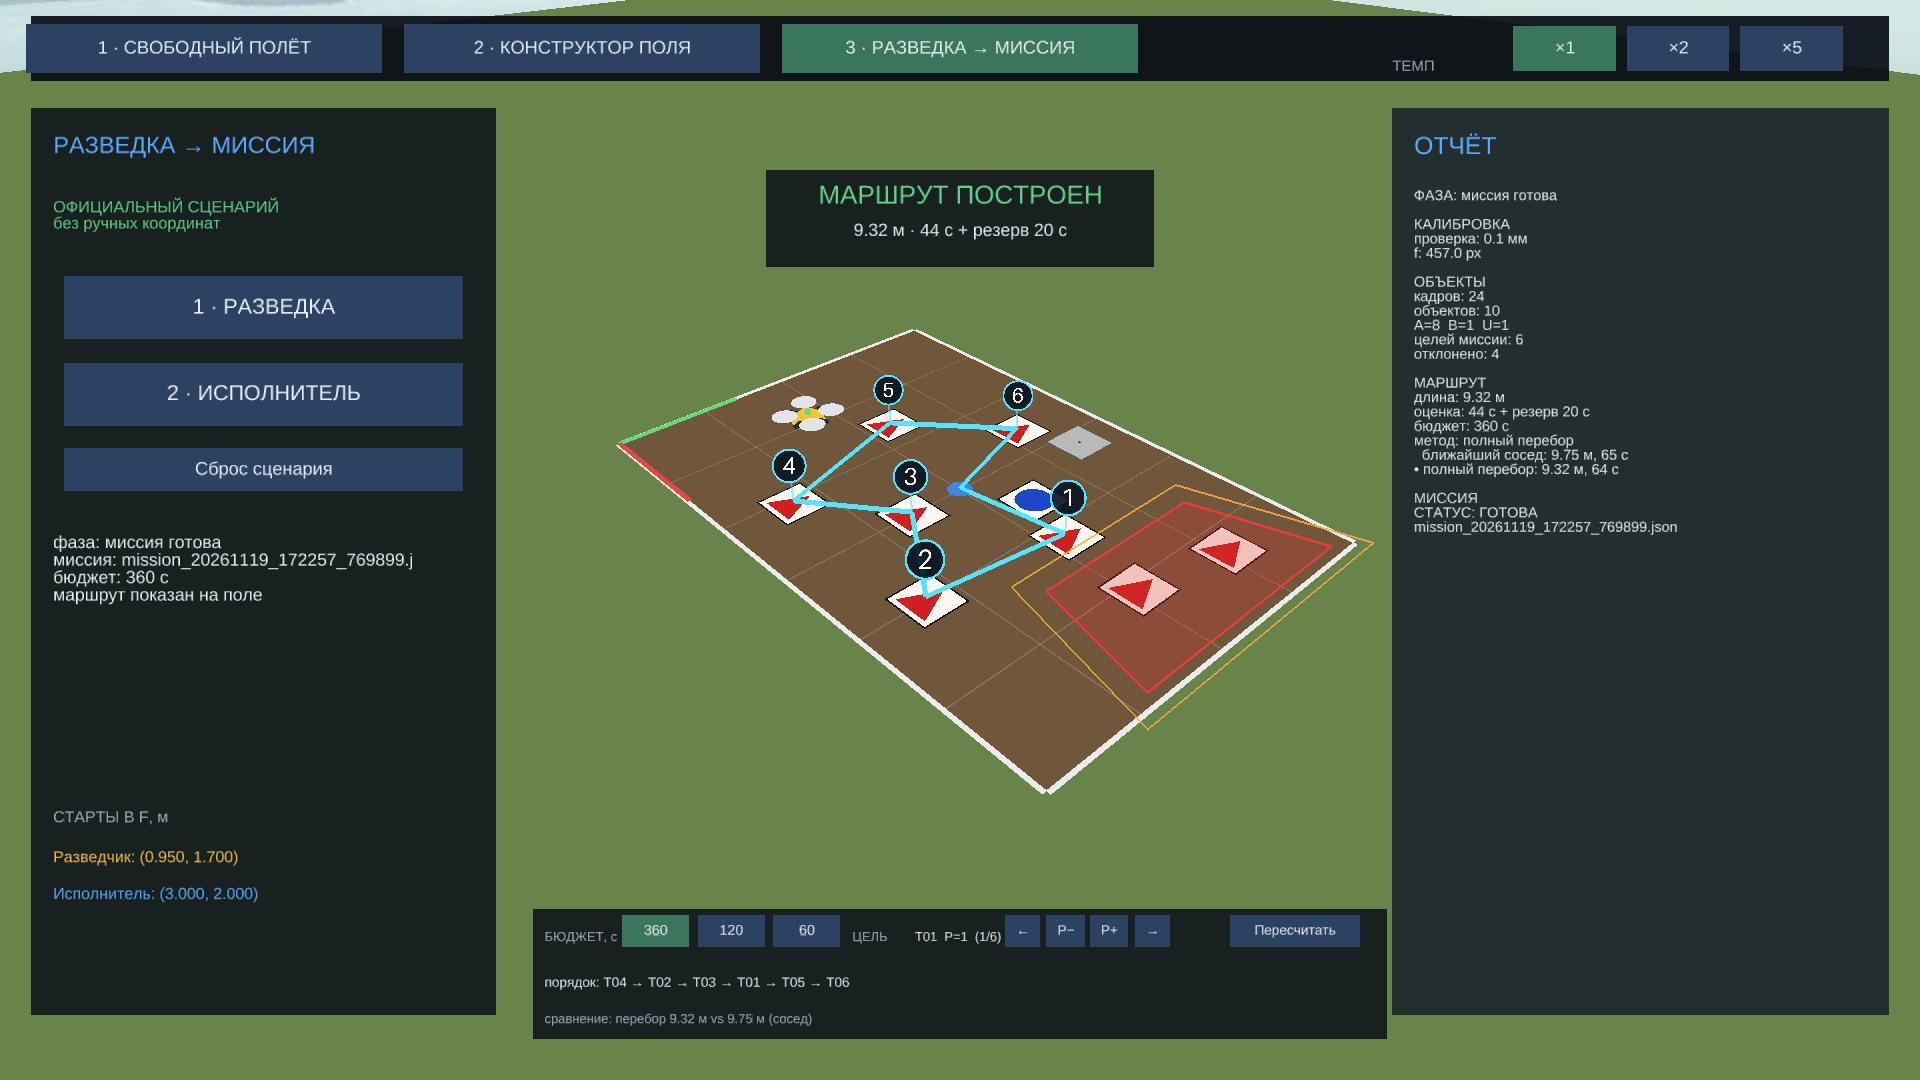 1 · СВОБОДНЫЙ ПОЛЁТ
2 · КОНСТРУКТОР ПОЛЯ
3 · РАЗВЕДКА → МИССИЯ
ТЕМП
×1
×2
×5
РАЗВЕДКА → МИССИЯ
ОФИЦИАЛЬНЫЙ СЦЕНАРИЙ
без ручных координат
1 · РАЗВЕДКА
2 · ИСПОЛНИТЕЛЬ
Сброс сценария
фаза: миссия готова
миссия: mission_20261119_172257_769899.j
бюджет: 360 с
маршрут показан на поле
СТАРТЫ В F, м
Разведчик: (0.950, 1.700)
Исполнитель: (3.000, 2.000)
МАРШРУТ ПОСТРОЕН
9.32 м · 44 с + резерв 20 с
5
6
4
3
1
2
БЮДЖЕТ, с
360
120
60
ЦЕЛЬ
T01 P=1 (1/6)
←
P−
P+
→
Пересчитать
порядок: T04 → T02 → T03 → T01 → T05 → T06
сравнение: перебор 9.32 м vs 9.75 м (сосед)
ОТЧЁТ
ФАЗА: миссия готова
КАЛИБРОВКА
проверка: 0.1 мм
f: 457.0 px
ОБЪЕКТЫ
кадров: 24
объектов: 10
A=8 B=1 U=1
целей миссии: 6
отклонено: 4
МАРШРУТ
длина: 9.32 м
оценка: 44 с + резерв 20 с
бюджет: 360 с
метод: полный перебор
ближайший сосед: 9.75 м, 65 с
• полный перебор: 9.32 м, 64 с
МИССИЯ
СТАТУС: ГОТОВА
mission_20261119_172257_769899.json